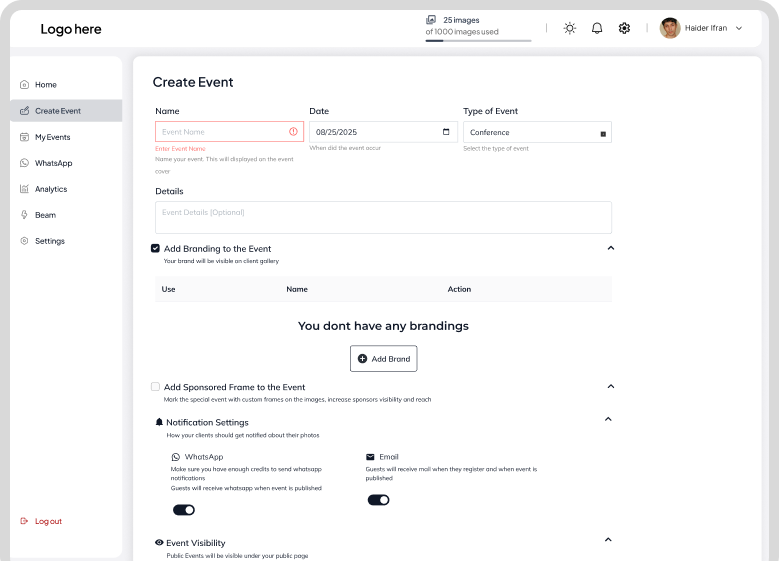 Logo here
25 images
of 1000 images used
Haider Ifran
Home
Create Event
My Events
WhatsApp
Analytics
Beam
Settings
Log out
Create Event
Name
Date
Type of Event
Event Name
08/25/2025
Conference
Enter Event Name
When did the event occur
Select the type of event
Name your event. This will displayed on the event
cover
Details
Event Details [Optional]
Add Branding to the Event
Your brand will be visible on client gallery
Use
Name
Action
You dont have any brandings
Add Brand
Add Sponsored Frame to the Event
Mark the special event with custom frames on the images, increase sponsors visibility and reach
Notification Settings
How your clients should get notified about their photos
WhatsApp
Make sure you have enough credits to send whatsapp
notifications
Guests will receive whatsapp when event is published
Email
Guests will receive mail when they register and when event is
published
Event Visibility
Public Events will be visible under your public page